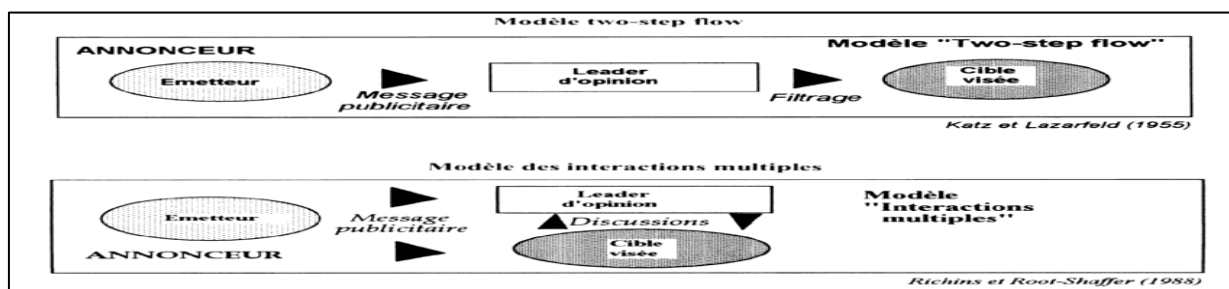 Modèle two-step flow
ANNONCEUR
Modèle "Two-step flow"
Emetteur
Message
publicitaire
Leader
d'opinion
Filtrage
Cible
visée
Katz et Lazarfeld (1955)
Modèle des interactions multiples
Emetteur
ANNONCEUR
Message
publicitaire
Leader
d'opinion
Discussions
Cible
visée
Modèle
"Interactions
multiples"
Richins et Root-Shaffer (1988)